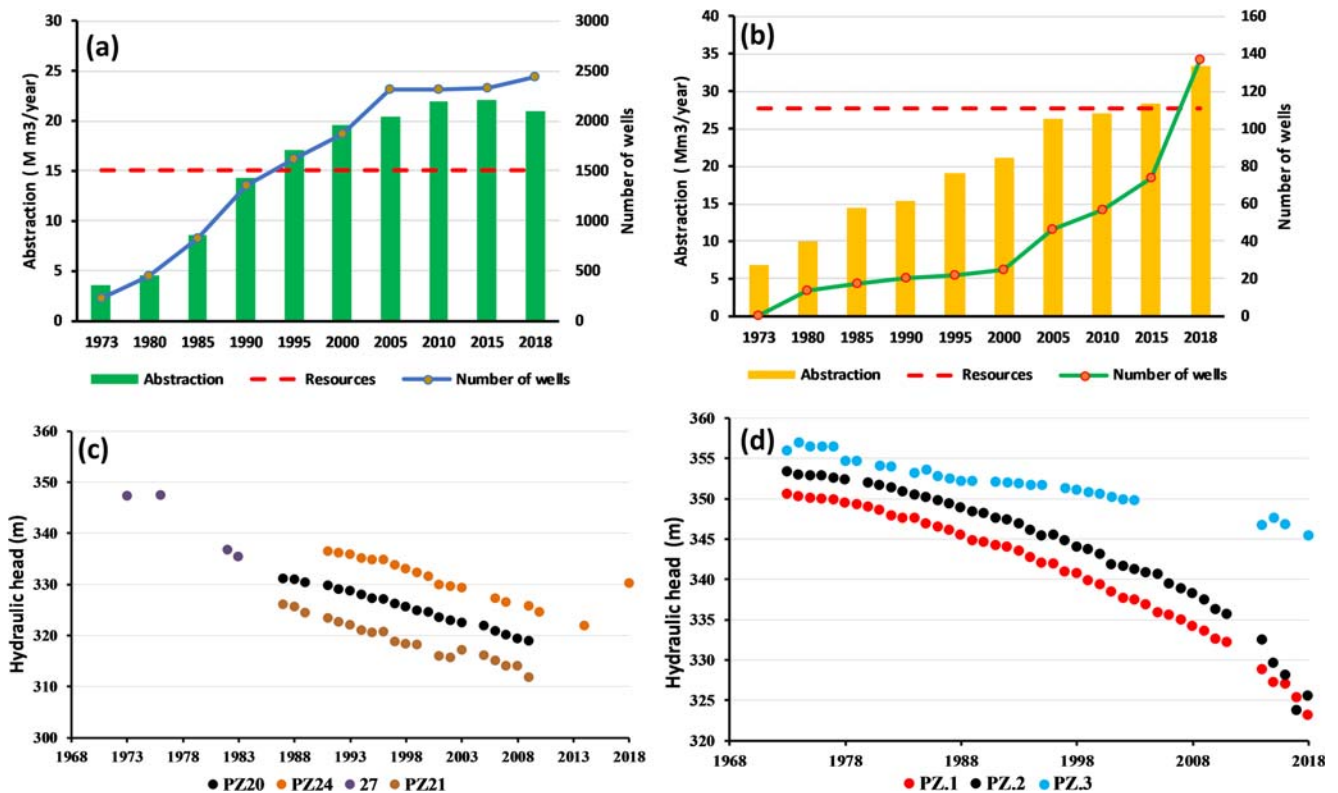 (a)
Abstraction ( M m3/year)
30
25
20
15
10
5
0
3000
2500
2000
1500
1000
500
0
Number of wells
1973 1980 1985 1990 1995 2000 2005 2010 2015 2018
Abstraction Resources Number of wells
(b)
Abstraction ( Mm3/year)
40
35
30
25
20
15
10
5
0
160
140
120
100
80
60
40
20
0
Number of wells
1973 1980 1985 1990 1995 2000 2005 2010 2015 2018
Abstraction Resources Number of wells
(c)
Hydraulic head (m)
360
350
340
330
320
310
300
1968 1973 1978 1983 1988 1993 1998 2003 2008 2013 2018
PZ20 PZ24 27 PZ21
(d)
Hydraulic head (m)
360
355
350
345
340
335
330
325
320
1968 1978 1988 1998 2008 2018
PZ.1 PZ.2 PZ.3